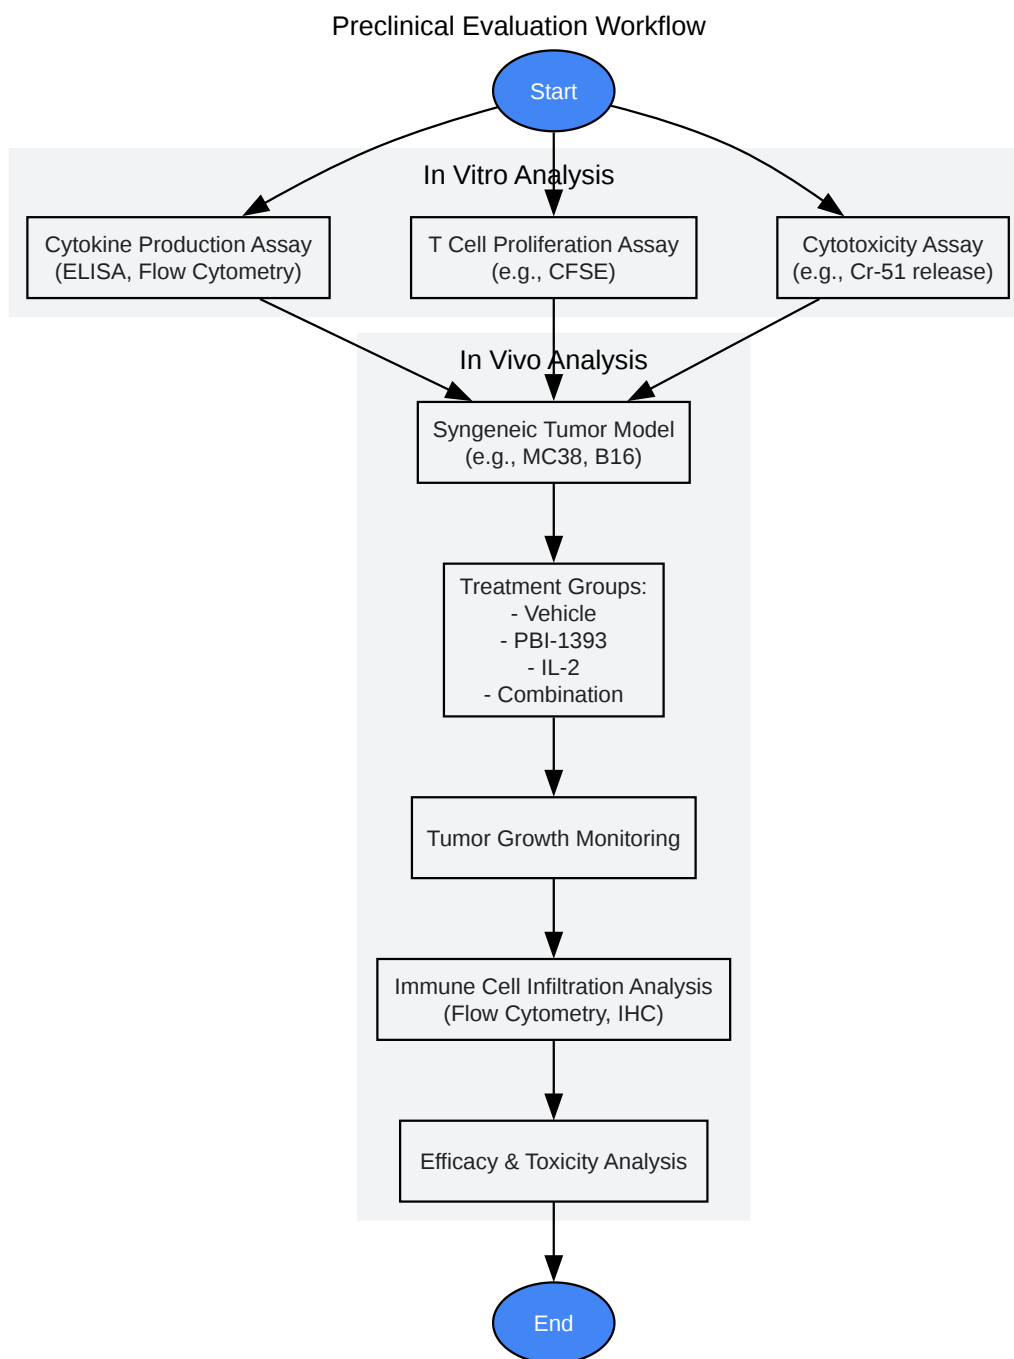 Preclinical Evaluation Workflow
Start
In Vitro Analysis
Cytokine Production Assay
(ELISA, Flow Cytometry)
T Cell Proliferation Assay
(e.g., CFSE)
Cytotoxicity Assay
(e.g., Cr-51 release)
In Vivo Analysis
Syngeneic Tumor Model
(e.g., MC38, B16)
Treatment Groups:
- Vehicle
- PBI-1393
- IL-2
- Combination
Tumor Growth Monitoring
Immune Cell Infiltration Analysis
(Flow Cytometry, IHC)
Efficacy & Toxicity Analysis
End